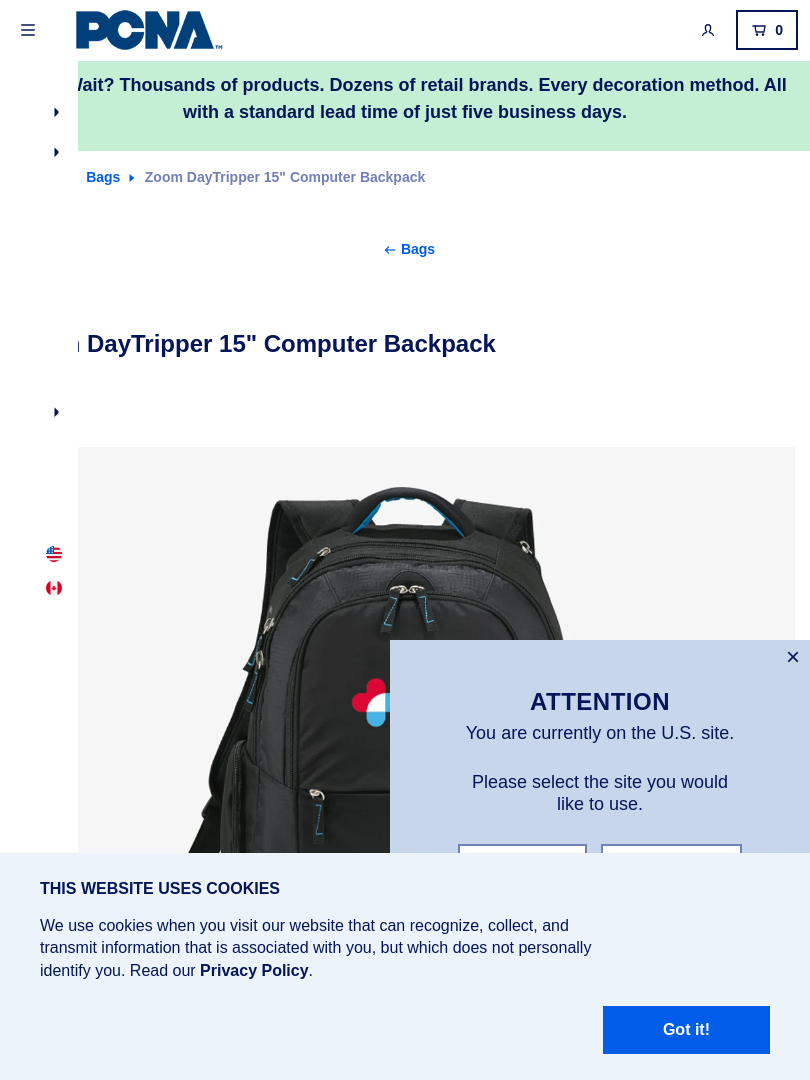 PCNA™
0
Wait? Thousands of products. Dozens of retail brands. Every decoration method. All
with a standard lead time of just five business days.
Bags
Zoom DayTripper 15" Computer Backpack
Bags
DayTripper 15" Computer Backpack
ATTENTION
You are currently on the U.S. site.
Please select the site you would
like to use.
THIS WEBSITE USES COOKIES
We use cookies when you visit our website that can recognize, collect, and
transmit information that is associated with you, but which does not personally
identify you. Read our Privacy Policy.
Got it!